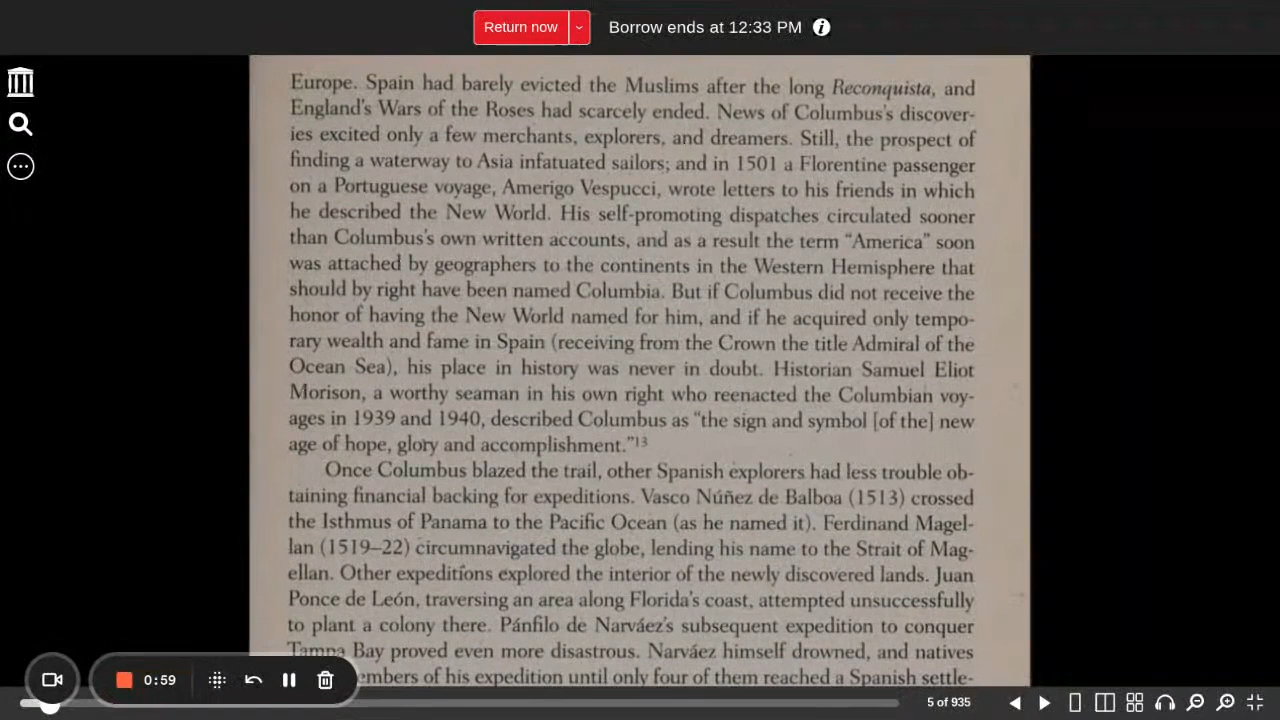 Return now
Borrow ends at 12:33 PM
Europe. Spain had barely evicted the Muslims after the long Reconquista, and
England's Wars of the Roses had scarcely ended. News of Columbus's discover-
ies excited only a few merchants, explorers, and dreamers. Still, the prospect of
finding a waterway to Asia infatuated sailors; and in 1501 a Florentine passenger
on a Portuguese voyage, Amerigo Vespucci, wrote letters to his friends in which
he described the New World. His self-promoting dispatches circulated sooner
than Columbus's own written accounts, and as a result the term “America” soon
was attached by geographers to the continents in the Western Hemisphere that
should by right have been named Columbia. But if Columbus did not receive the
honor of having the New World named for him, and if he acquired only tempo-
rary wealth and fame in Spain (receiving from the Crown the title Admiral of the
Ocean Sea), his place in history was never in doubt. Historian Samuel Eliot
Morison, a worthy seaman in his own right who reenacted the Columbian voy-
ages in 1939 and 1940, described Columbus as “the sign and symbol [of the] new
age of hope, glory and accomplishment.”13
Once Columbus blazed the trail, other Spanish explorers had less trouble ob-
taining financial backing for expeditions. Vasco Núñez de Balboa (1513) crossed
the Isthmus of Panama to the Pacific Ocean (as he named it). Ferdinand Magel-
lan (1519–22) circumnavigated the globe, lending his name to the Strait of Mag-
ellan. Other expeditions explored the interior of the newly discovered lands. Juan
Ponce de León, traversing an area along Florida's coast, attempted unsuccessfully
to plant a colony there. Pánfilo de Narváez's subsequent expedition to conquer
Tampa Bay proved even more disastrous. Narváez himself drowned, and natives
embers of his expedition until only four of them reached a Spanish settle-
0:59
5 of 935